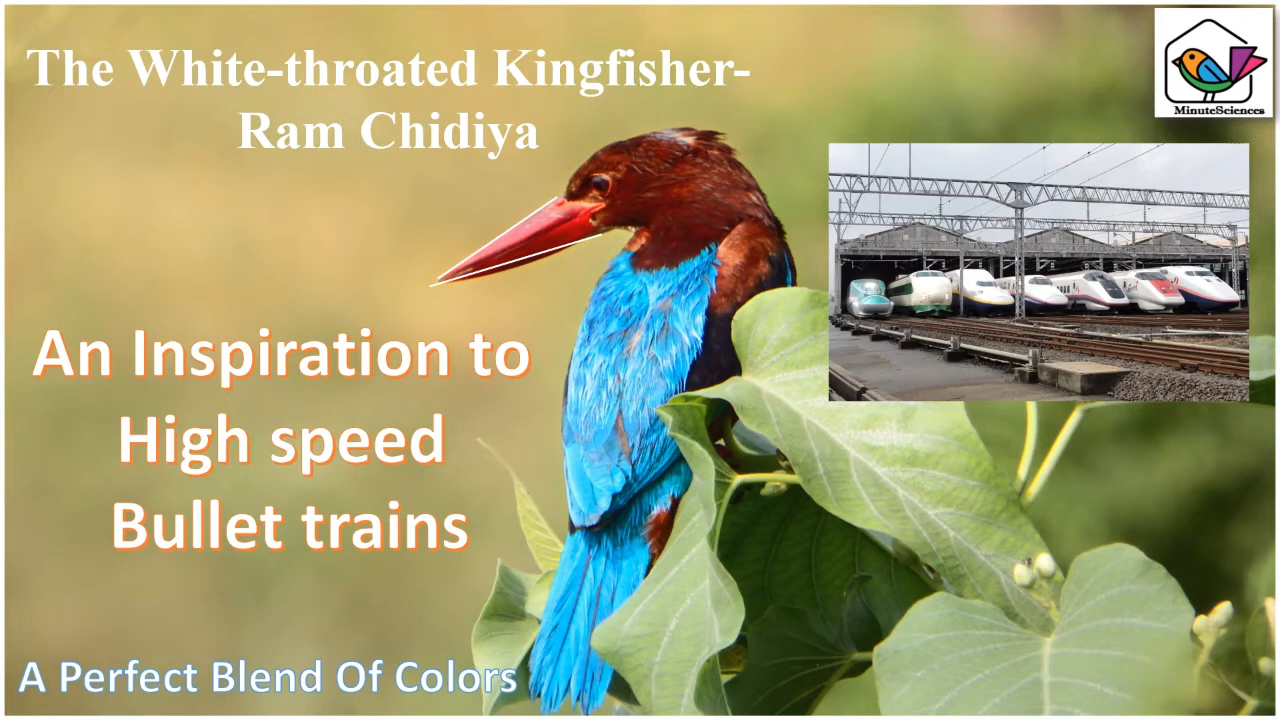 The White-throated Kingfisher-
Ram Chidiya
MinuteSciences
An Inspiration to
High speed
Bullet trains
A Perfect Blend Of Colors